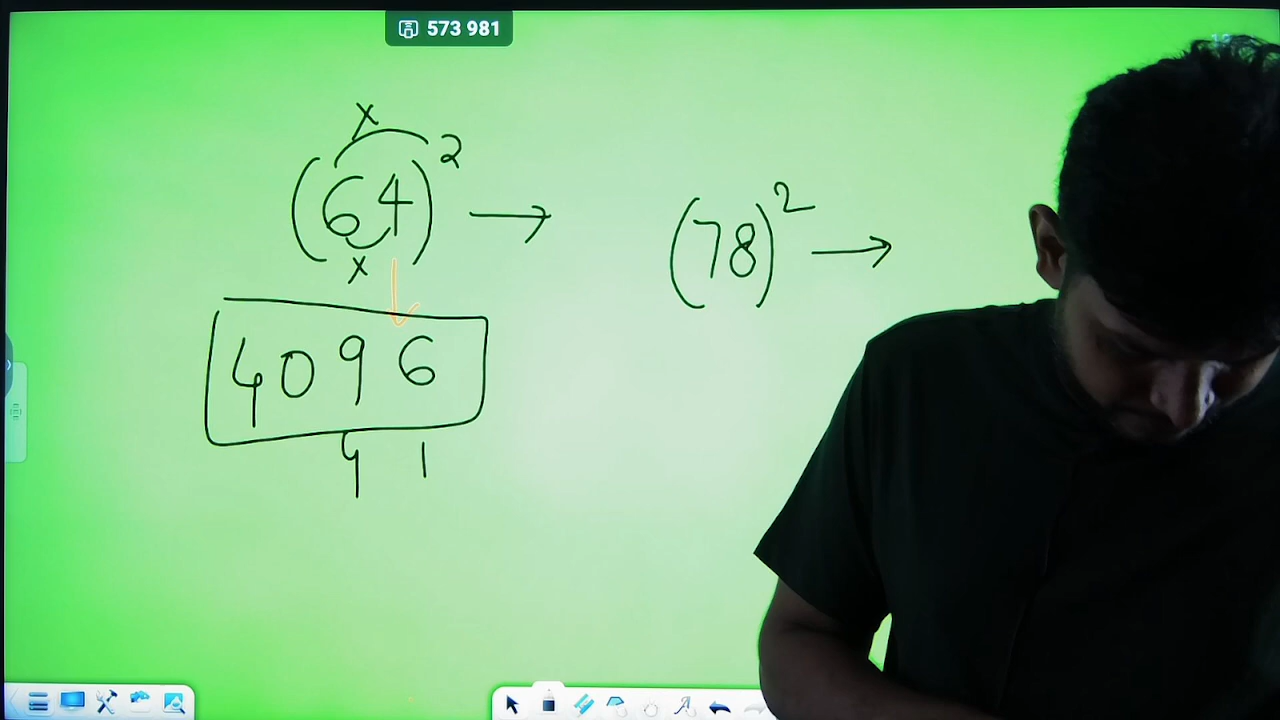 573 981
x
(64)² →
x
4096
4 1
(78)² →